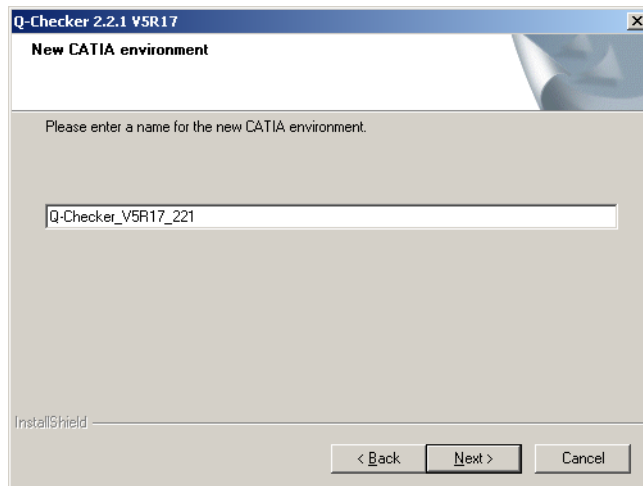 Q-Checker 2.2.1 V5R17
New CATIA environment
Please enter a name for the new CATIA environment.
Q-Checker_V5R17_221
InstallShield
< Back
Next >
Cancel